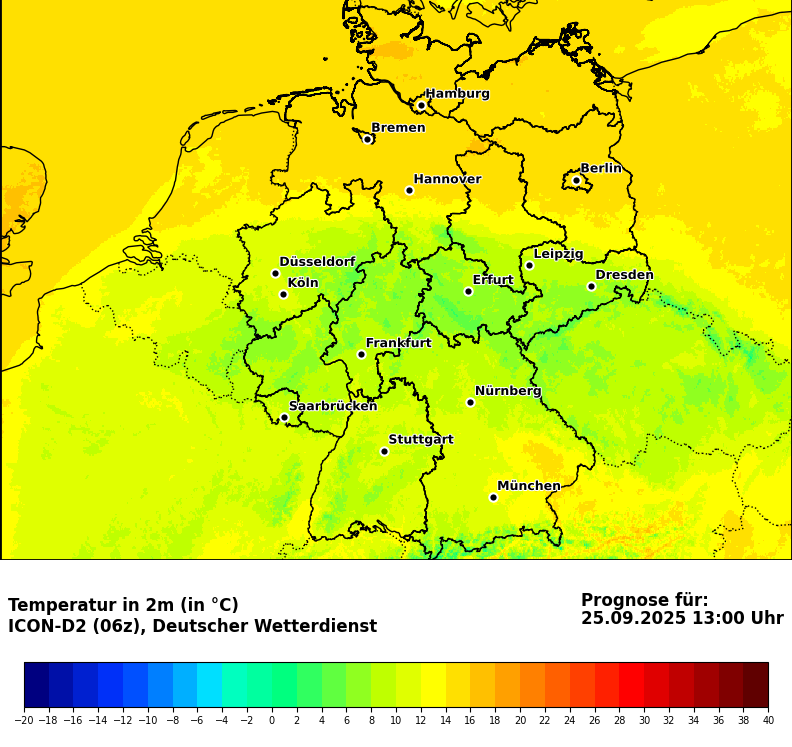 Hamburg
Bremen
Berlin
Hannover
Leipzig
Düsseldorf
Dresden
Köln
Erfurt
Frankfurt
Nürnberg
Saarbrücken
Stuttgart
München
Temperatur in 2m (in °C)
ICON-D2 (06z), Deutscher Wetterdienst
Prognose für:
25.09.2025 13:00 Uhr
−20 −18 −16 −14 −12 −10 −8 −6 −4 −2 0 2 4 6 8 10 12 14 16 18 20 22 24 26 28 30 32 34 36 38 40